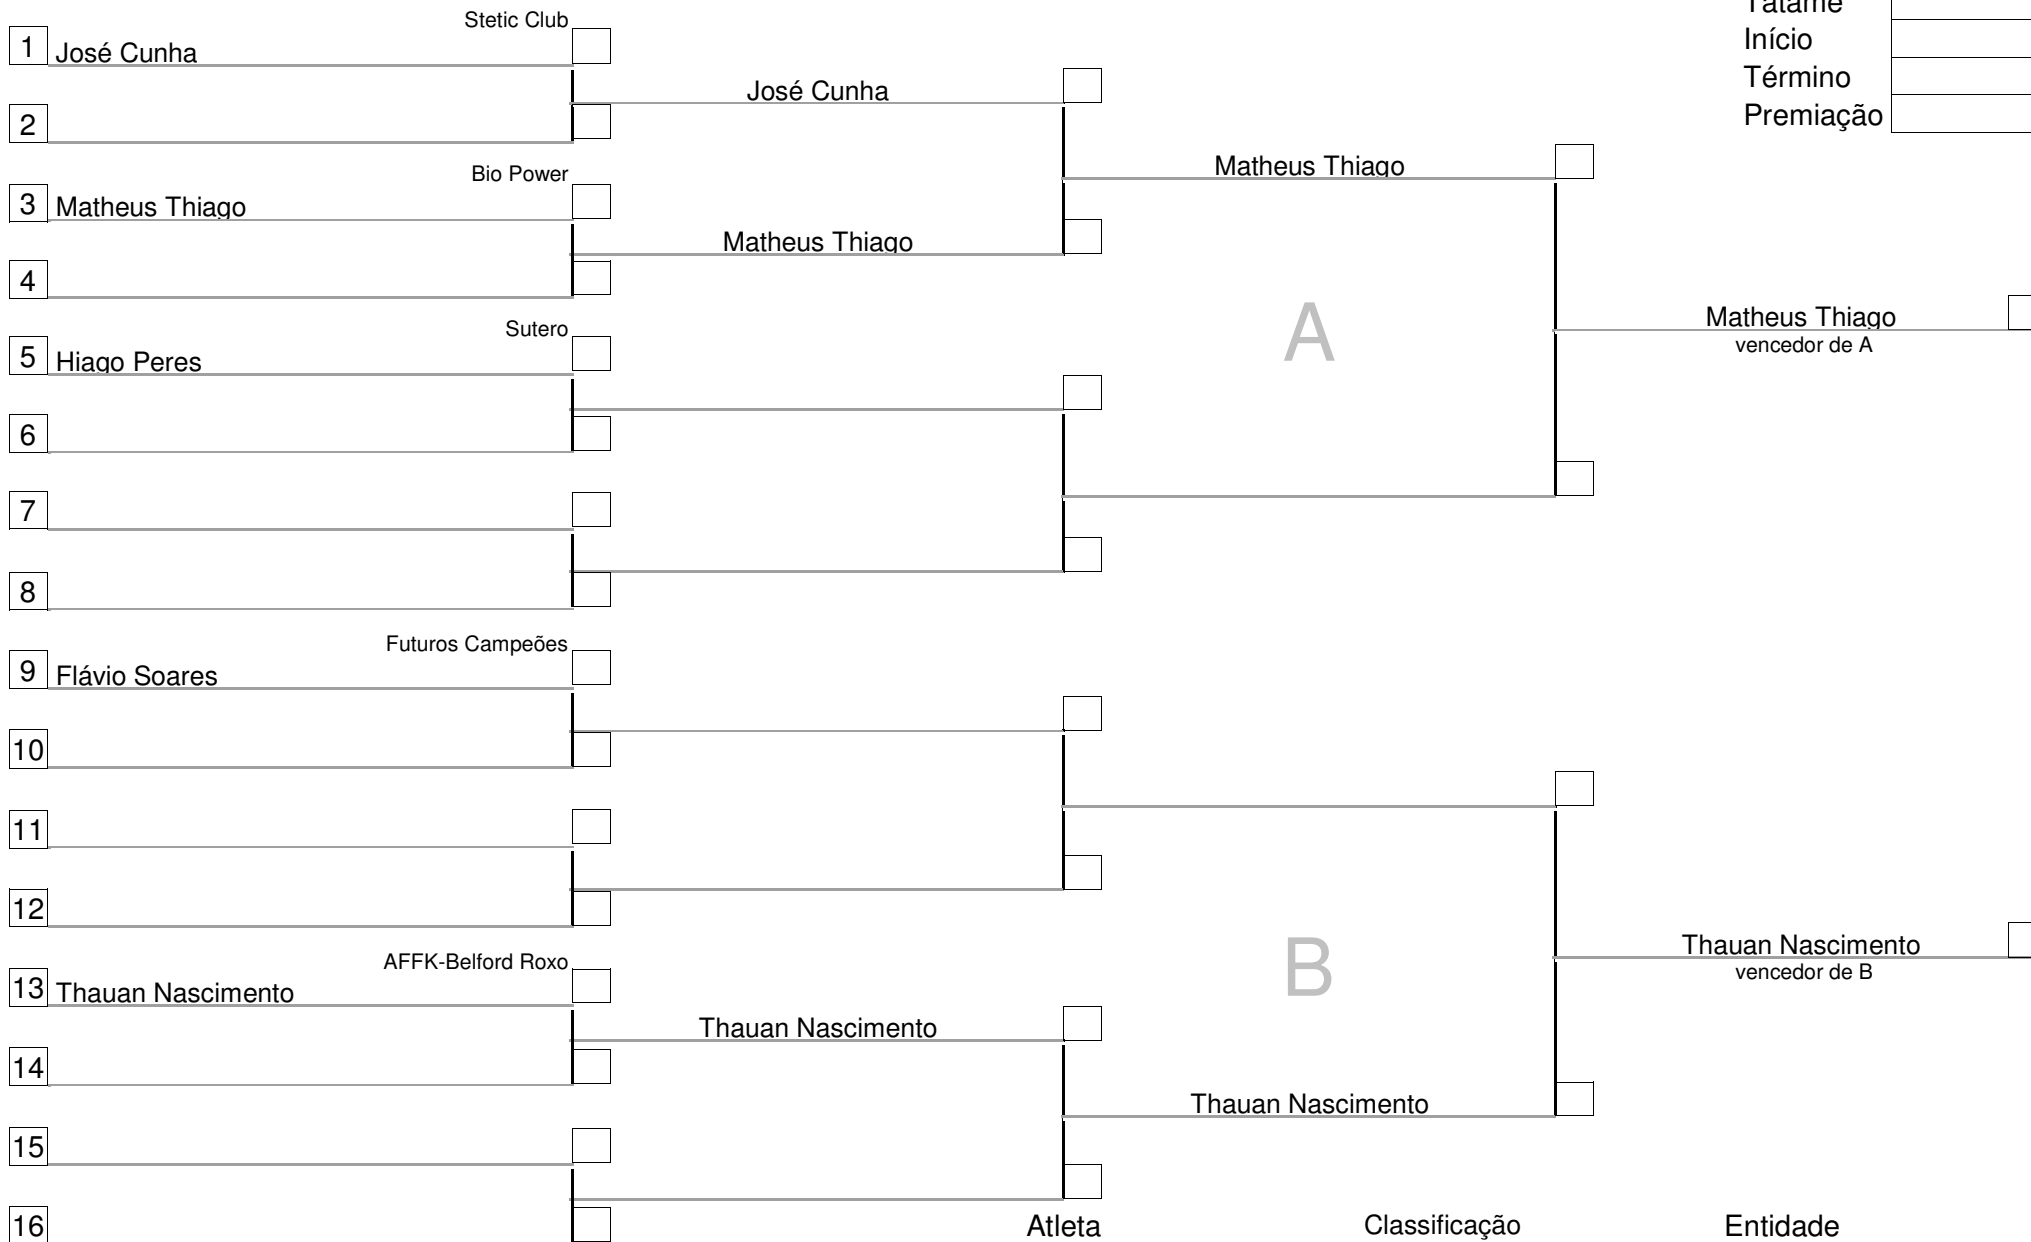 Tatame
Stetic Club
1 José Cunha
Início
José Cunha
Término
2
Premiação
Bio Power
Matheus Thiago
3 Matheus Thiago
Matheus Thiago
4
A
Matheus Thiago
Sutero
vencedor de A
5 Hiago Peres
6
7
8
Futuros Campeões
9 Flávio Soares
10
11
12
B
Thauan Nascimento
AFFK-Belford Roxo
vencedor de B
13 Thauan Nascimento
Thauan Nascimento
14
Thauan Nascimento
15
16
Atleta Classificação Entidade